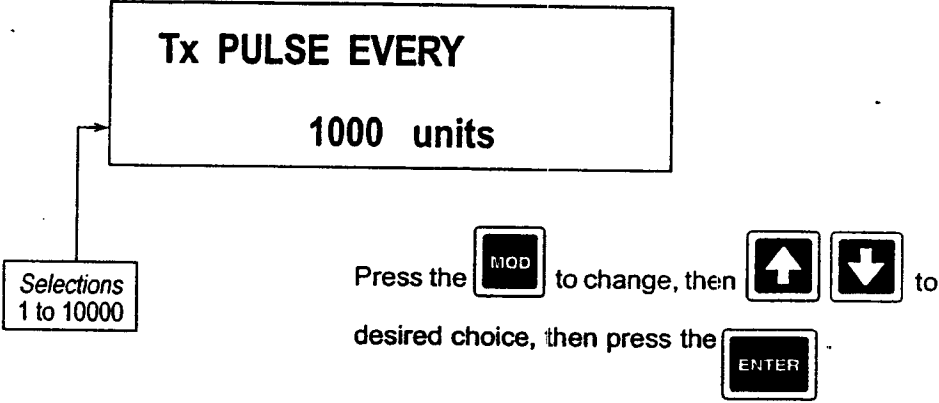 Tx PULSE EVERY
1000 units
Selections
1 to 10000
Press the MOD to change, then to
desired choice, then press the ENTER.